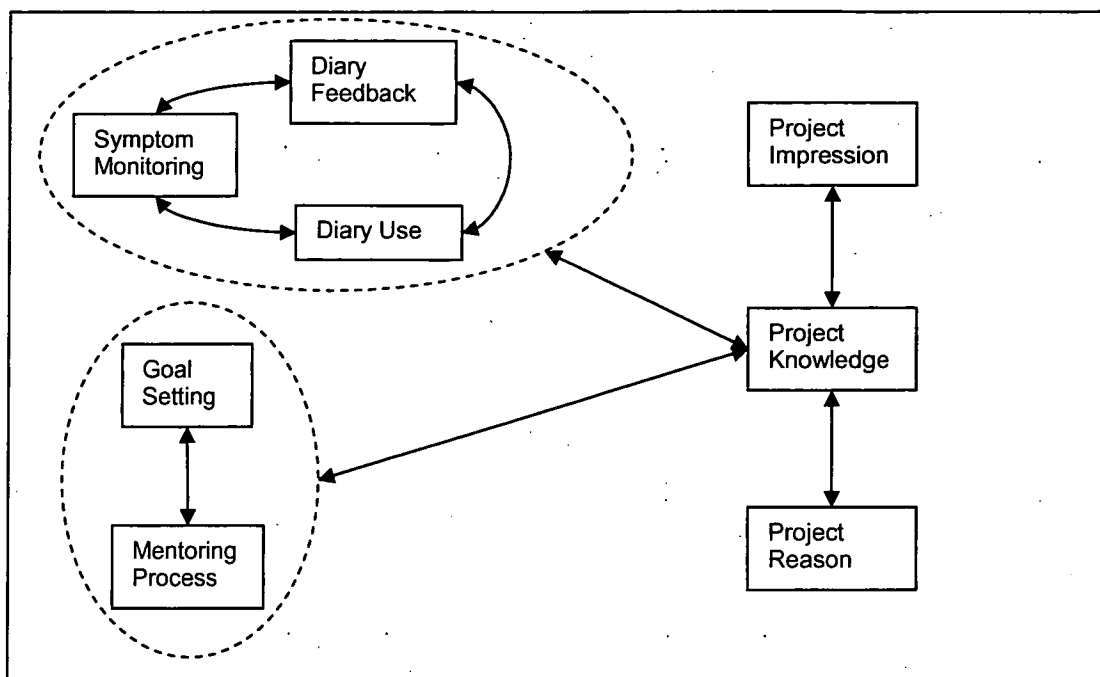 Diary
Feedback
Symptom
Monitoring
Diary Use
Project
Impression
Project
Knowledge
Goal
Setting
Mentoring
Process
Project
Reason